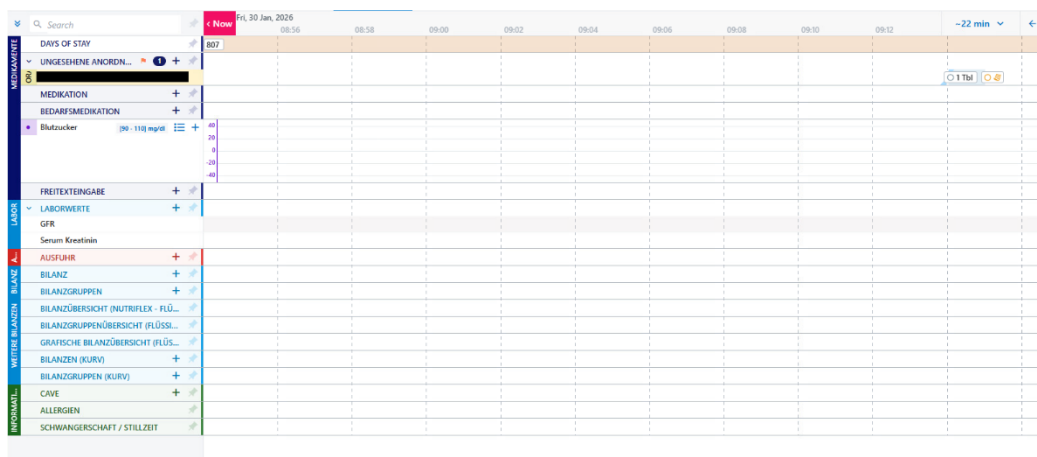 Search
< Now
Fri, 30 Jan, 2026
08:56 08:58 09:00 09:02 09:04 09:06 09:08 09:10 09:12
~22 min
MEDIKAMENTE
DAYS OF STAY
807
UNGESEHENE ANORDN... 1 +
1 Tbl
MEDIKATION +
BEDARFSMEDIKATION +
Blutzucker [90 - 110] mg/dl +
40
20
0
-20
-40
FREITEXTEINGABE +
LABOR
LABORWERTE +
GFR
Serum Kreatinin
A...
AUSFUHR +
BILANZ
BILANZ +
BILANZGRUPPEN +
WEITERE BILANZEN
BILANZÜBERSICHT (NUTRIFLEX - FLÜ...
BILANZGRUPPENÜBERSICHT (FLÜSSI...
GRAFISCHE BILANZÜBERSICHT (FLÜS...
BILANZEN (KURV) +
BILANZGRUPPEN (KURV) +
INFORMATI...
CAVE +
ALLERGIEN
SCHWANGERSCHAFT / STILLZEIT